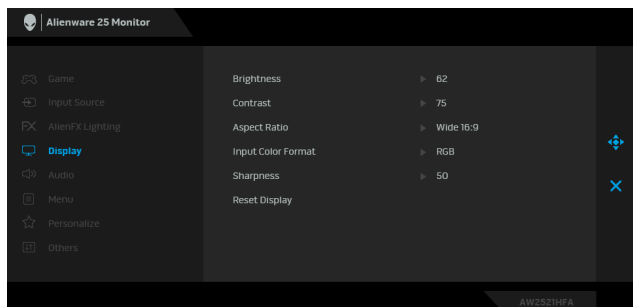 Alienware 25 Monitor
Game
Input Source
AlienFX Lighting
Display
Audio
Menu
Personalize
Others
Brightness 62
Contrast 75
Aspect Ratio Wide 16:9
Input Color Format RGB
Sharpness 50
Reset Display
AW2521HFA